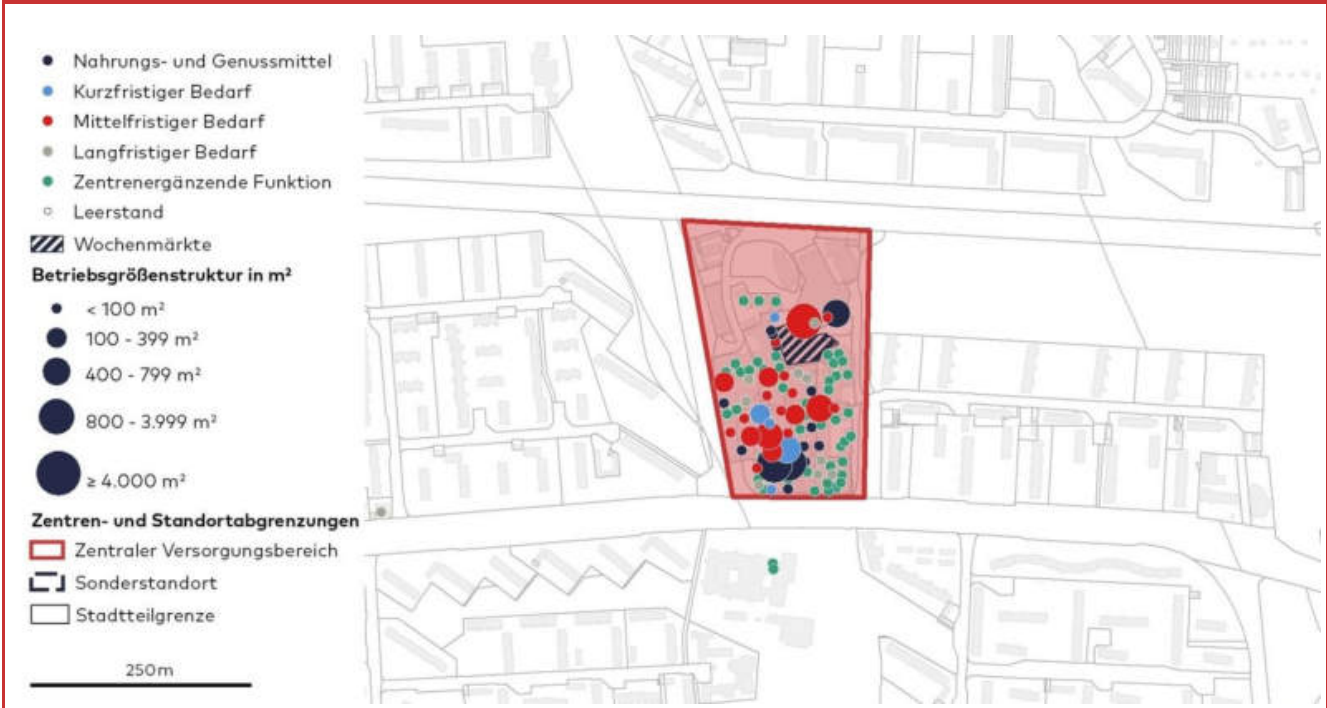 Nahrungs- und Genussmittel
Kurzfristiger Bedarf
Mittelfristiger Bedarf
Langfristiger Bedarf
Zentrenergänzende Funktion
Leerstand
Wochenmärkte
Betriebsgrößenstruktur in m²
< 100 m²
100 - 399 m²
400 - 799 m²
800 - 3.999 m²
≥ 4.000 m²
Zentren- und Standortabgrenzungen
Zentraler Versorgungsbereich
Sonderstandort
Stadtteilgrenze
250m